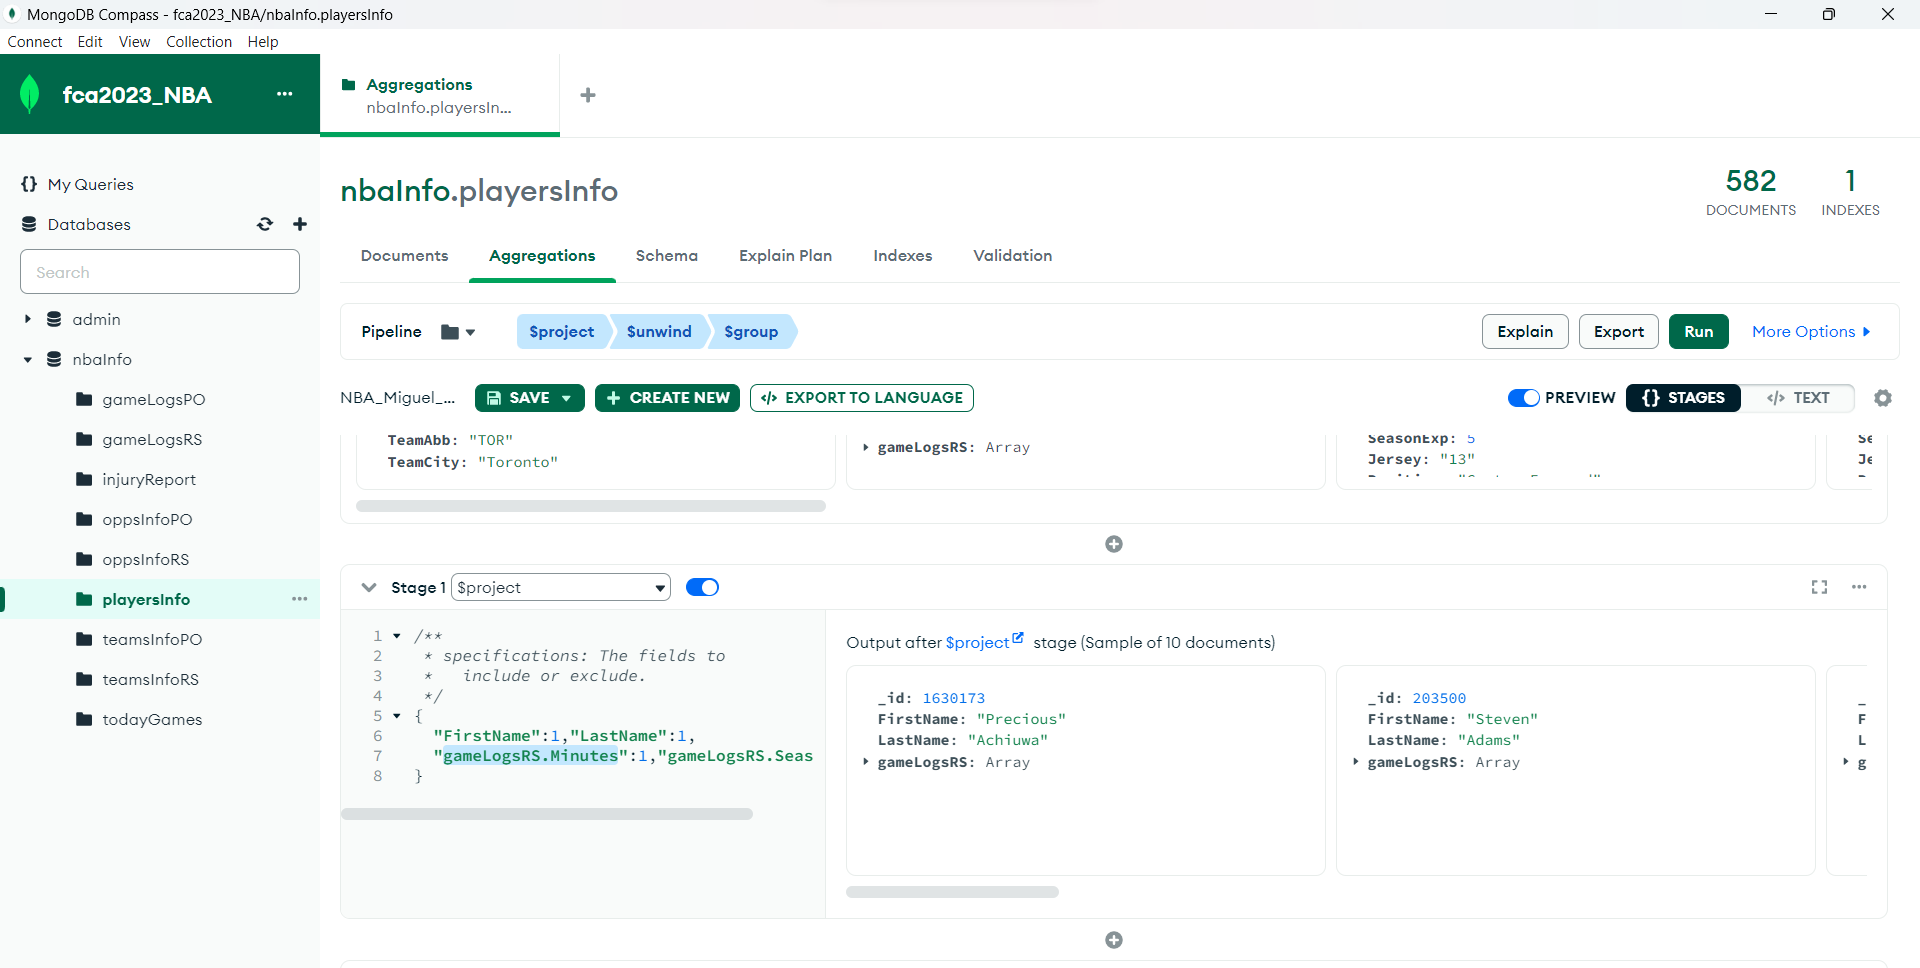 MongoDB Compass - fca2023_NBA/nbaInfo.playersInfo
Connect Edit View Collection Help
fca2023_NBA
Aggregations
nbaInfo.playersIn...
My Queries
Databases
Search
admin
nbaInfo
gameLogsPO
gameLogsRS
injuryReport
oppsInfoPO
oppsInfoRS
playersInfo
teamsInfoPO
teamsInfoRS
todayGames
nbaInfo.playersInfo
582
DOCUMENTS
1
INDEXES
Documents Aggregations Schema Explain Plan Indexes Validation
Pipeline $project $unwind $group Explain Export Run More Options
NBA_Miguel_... SAVE + CREATE NEW </> EXPORT TO LANGUAGE PREVIEW {} STAGES </> TEXT
TeamAbb: "TOR"
TeamCity: "Toronto"
gameLogsRS: Array
SeasonExp: 5
Jersey: "13"
Se
Je
Stage 1 $project
1 /**
2 * specifications: The fields to
3 * include or exclude.
4 */
5 {
6 "FirstName":1,"LastName":1,
7 "gameLogsRS.Minutes":1,"gameLogsRS.Seas
8 }
Output after $project stage (Sample of 10 documents)
_id: 1630173
FirstName: "Precious"
LastName: "Achiuwa"
gameLogsRS: Array
_id: 203500
FirstName: "Steven"
LastName: "Adams"
gameLogsRS: Array
_
F
L
g